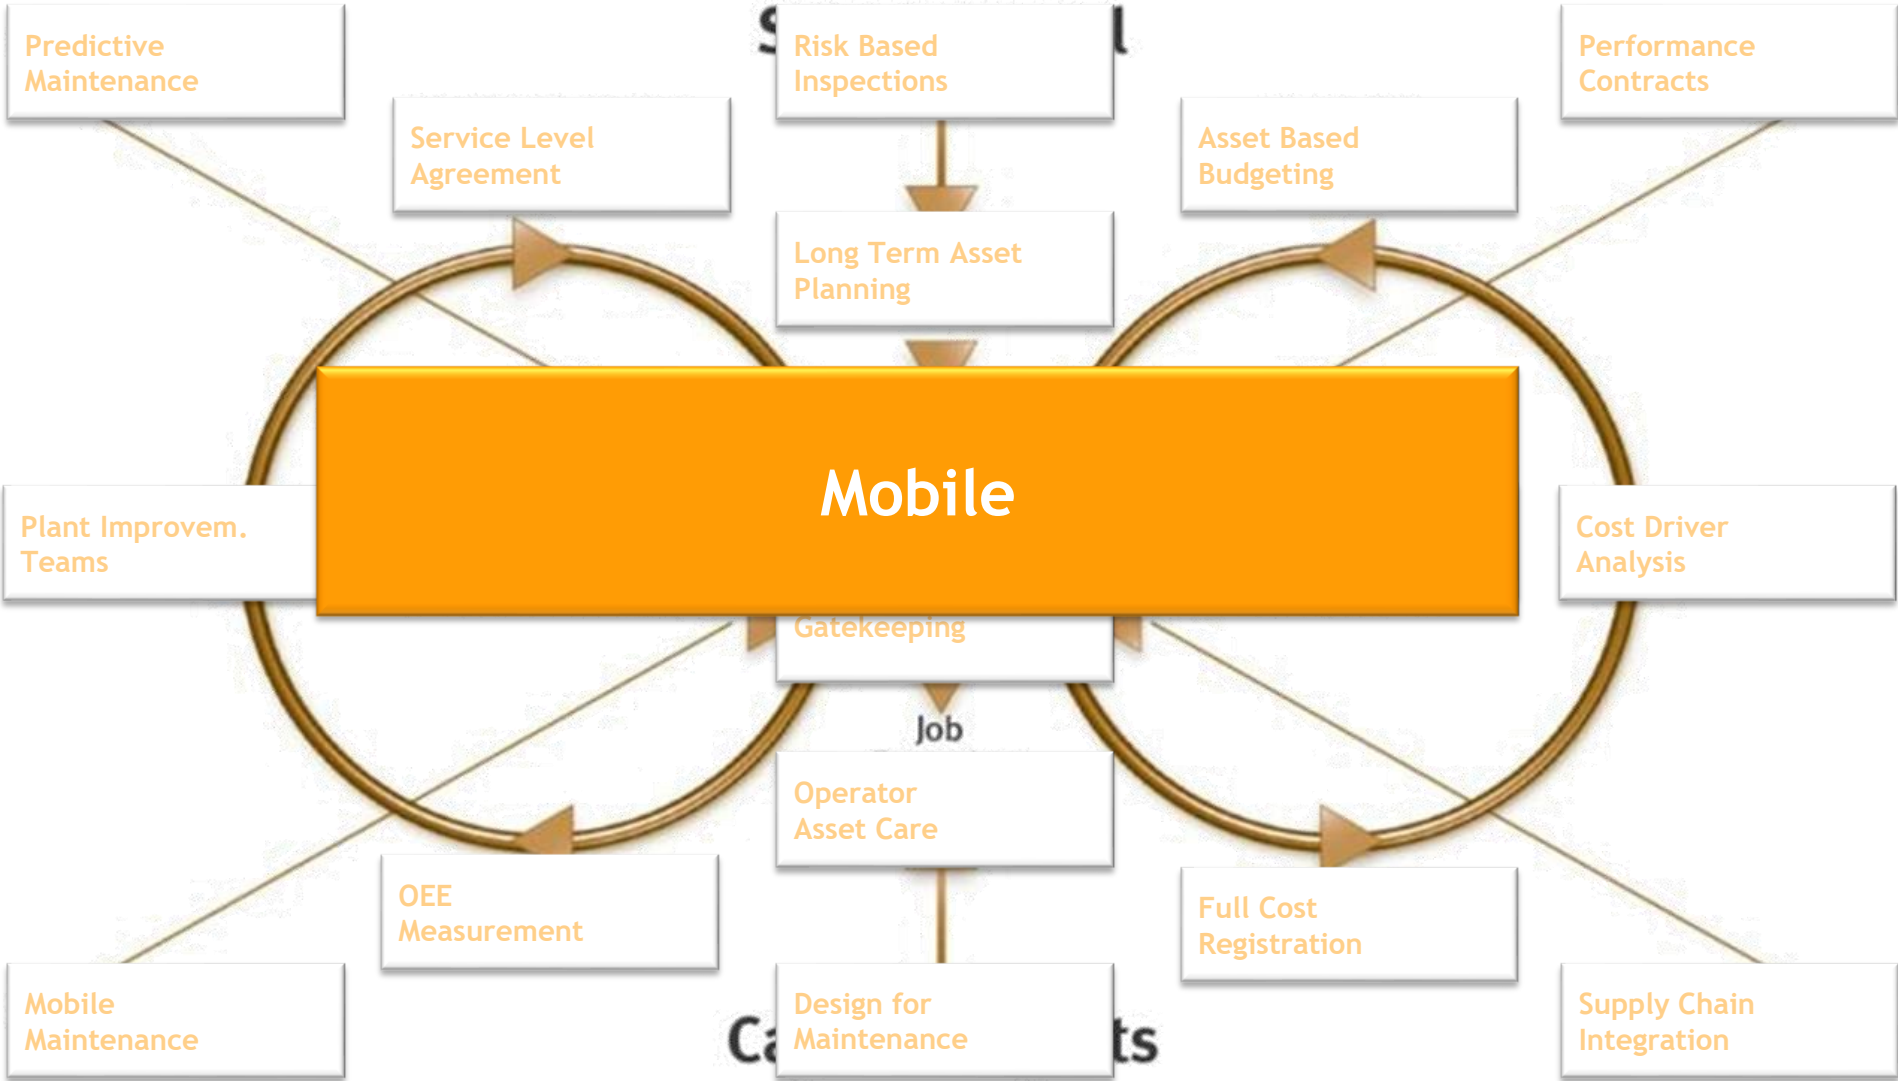 Predictive
Maintenance
Risk Based
Inspections
Performance
Contracts
Service Level
Agreement
Asset Based
Budgeting
Long Term Asset
Planning
Mobile
Plant Improvem.
Teams
Cost Driver
Analysis
Gatekeeping
Job
Operator
Asset Care
OEE
Measurement
Full Cost
Registration
Mobile
Maintenance
Design for
Maintenance
Supply Chain
Integration